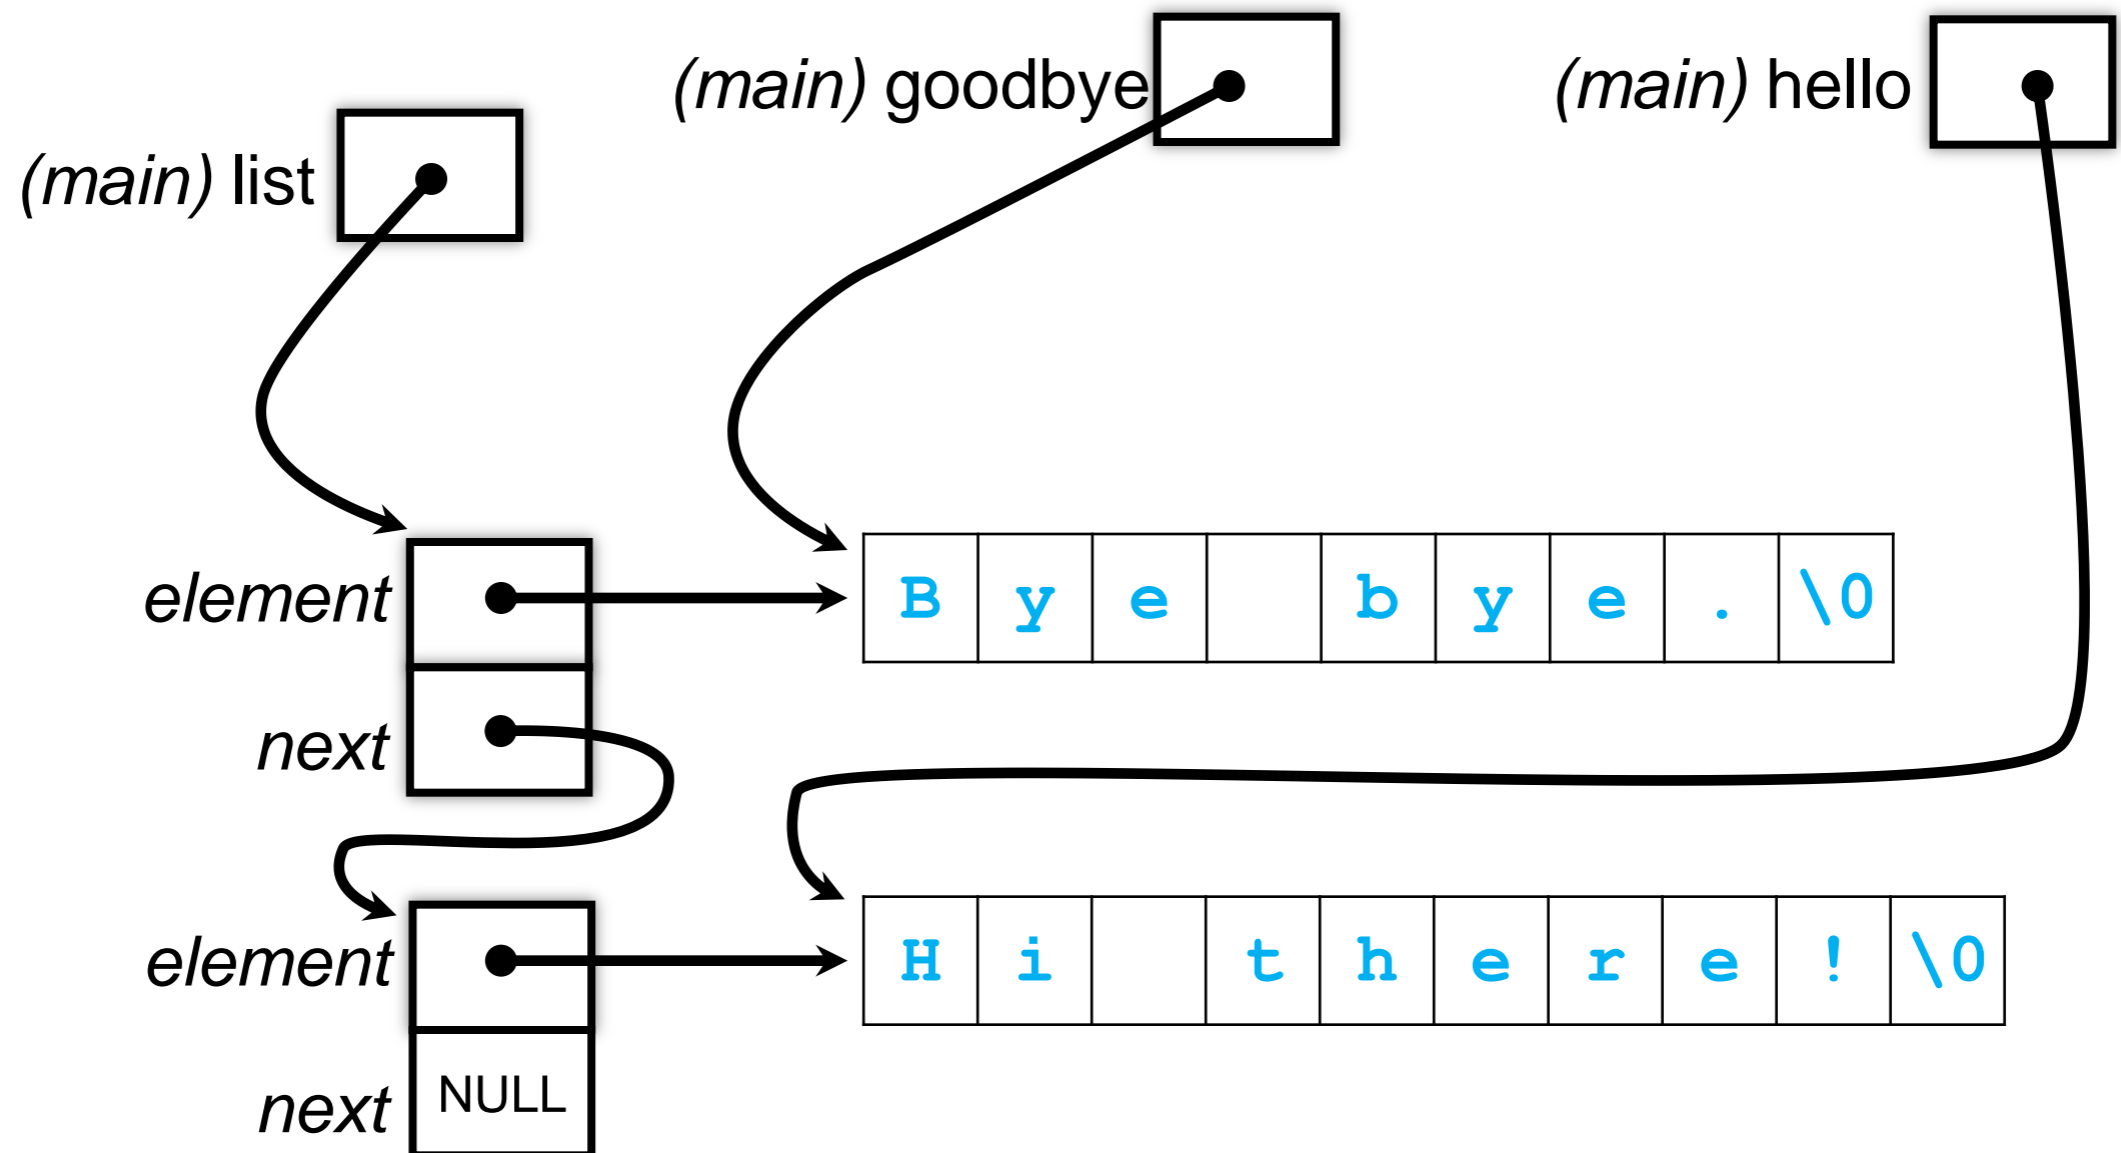 (main) goodbye
(main) hello
(main) list
element
B y e   b y e . \0
next
element
H i   t h e r e ! \0
next NULL